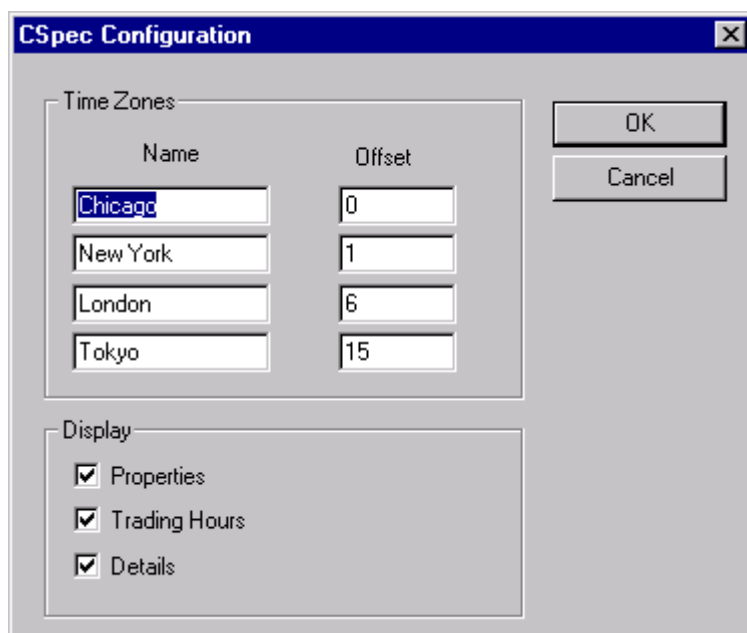 CSpec Configuration
Time Zones
Name Offset
Chicago 0
New York 1
London 6
Tokyo 15
OK
Cancel
Display
Properties
Trading Hours
Details